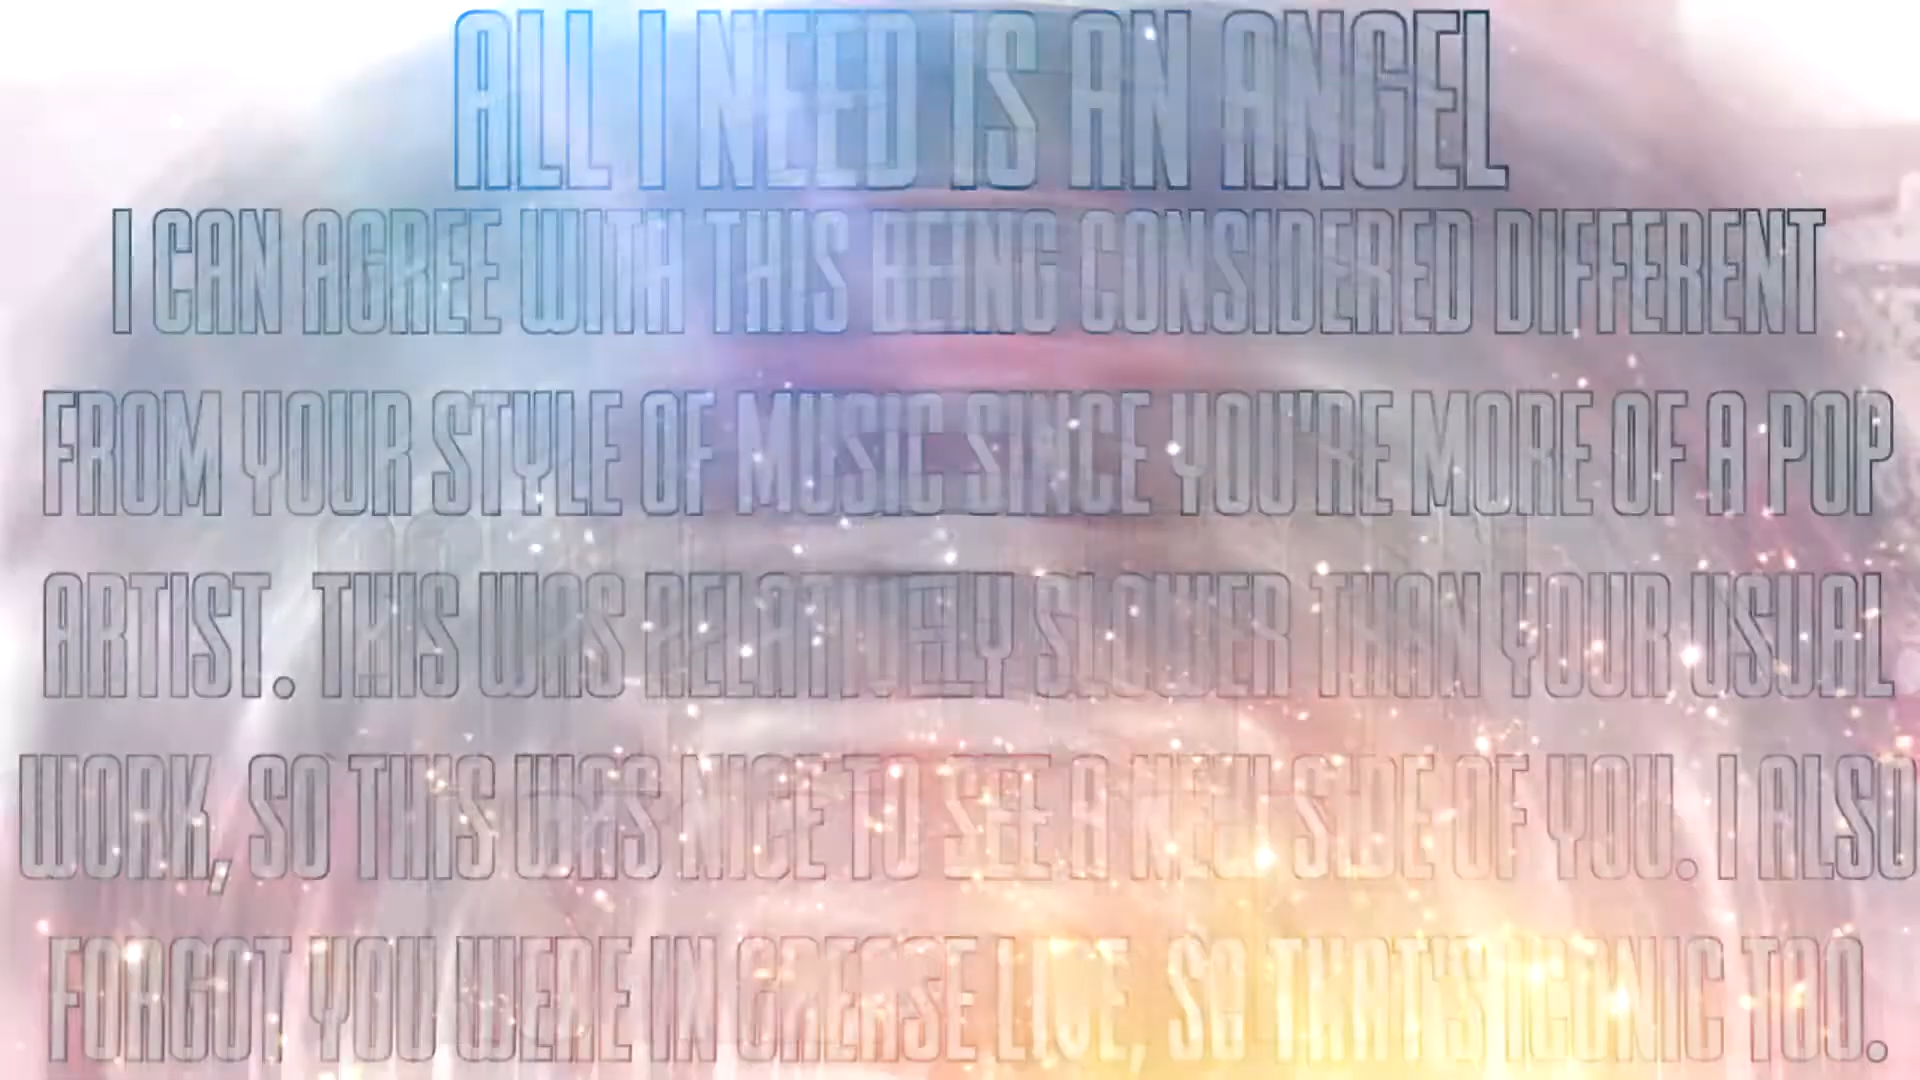 ALL I NEED IS AN ANGEL
I CAN AGREE WITH THIS BEING CONSIDERED DIFFERENT
FROM YOUR STYLE OF MUSIC SINCE YOU'RE MORE OF A POP
ARTIST. THIS WAS RELATIVELY SLOWER THAN YOUR USUAL
WORK, SO THIS WAS NICE TO SEE A NEW SIDE OF YOU. I ALSO
FORGOT YOU WERE IN GREASE LIVE, SO THAT'S ICONIC TOO.